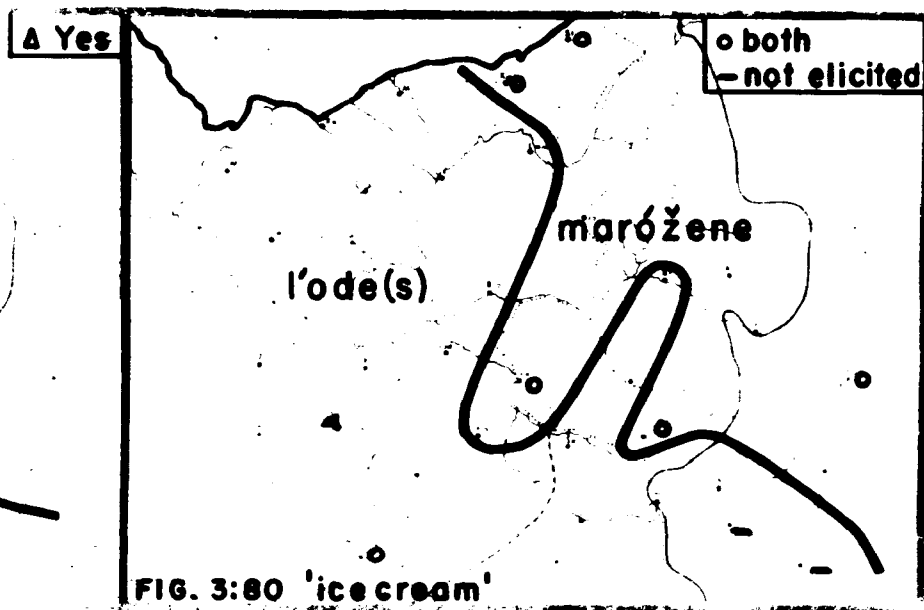 Δ Yes
o both
– not elicited
maróžene
l'ode(s)
FIG. 3:80 'ice cream'